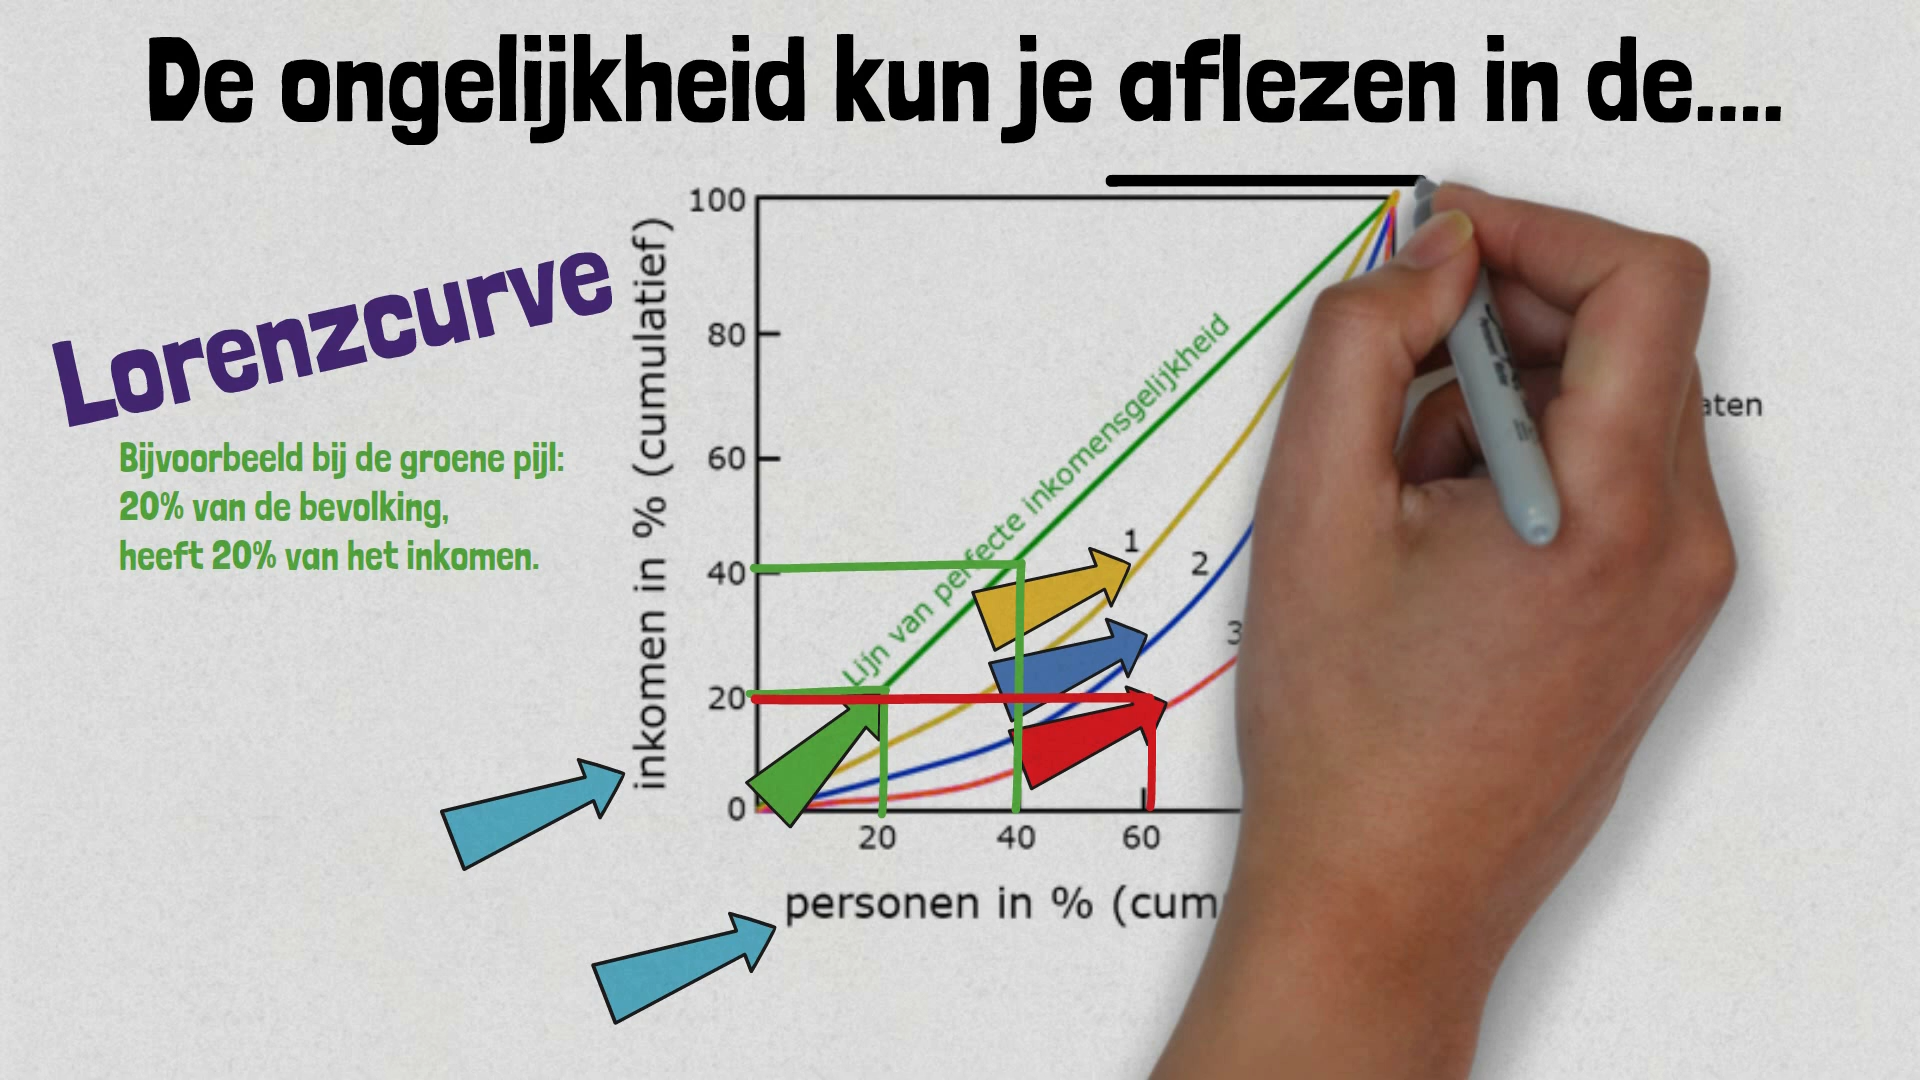 De ongelijkheid kun je aflezen in de....
Lorenzcurve
Bijvoorbeeld bij de groene pijl:
20% van de bevolking,
heeft 20% van het inkomen.
inkomen in % (cumulatief)
100
80
60
40
20
0
Lijn van perfecte inkomensgelijkheid
1
2
3
20
40
60
personen in % (cum
aten